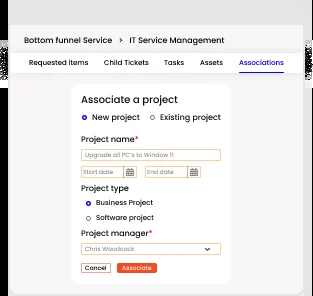 Bottom funnel Service > IT Service Management
Requested items Child Tickets Tasks Assets Associations
Associate a project
New project Existing project
Project name*
Upgrade all PC's to Window 11
Start date End date
Project type
Business Project
Software project
Project manager*
Chris Woodcock
Cancel Associate